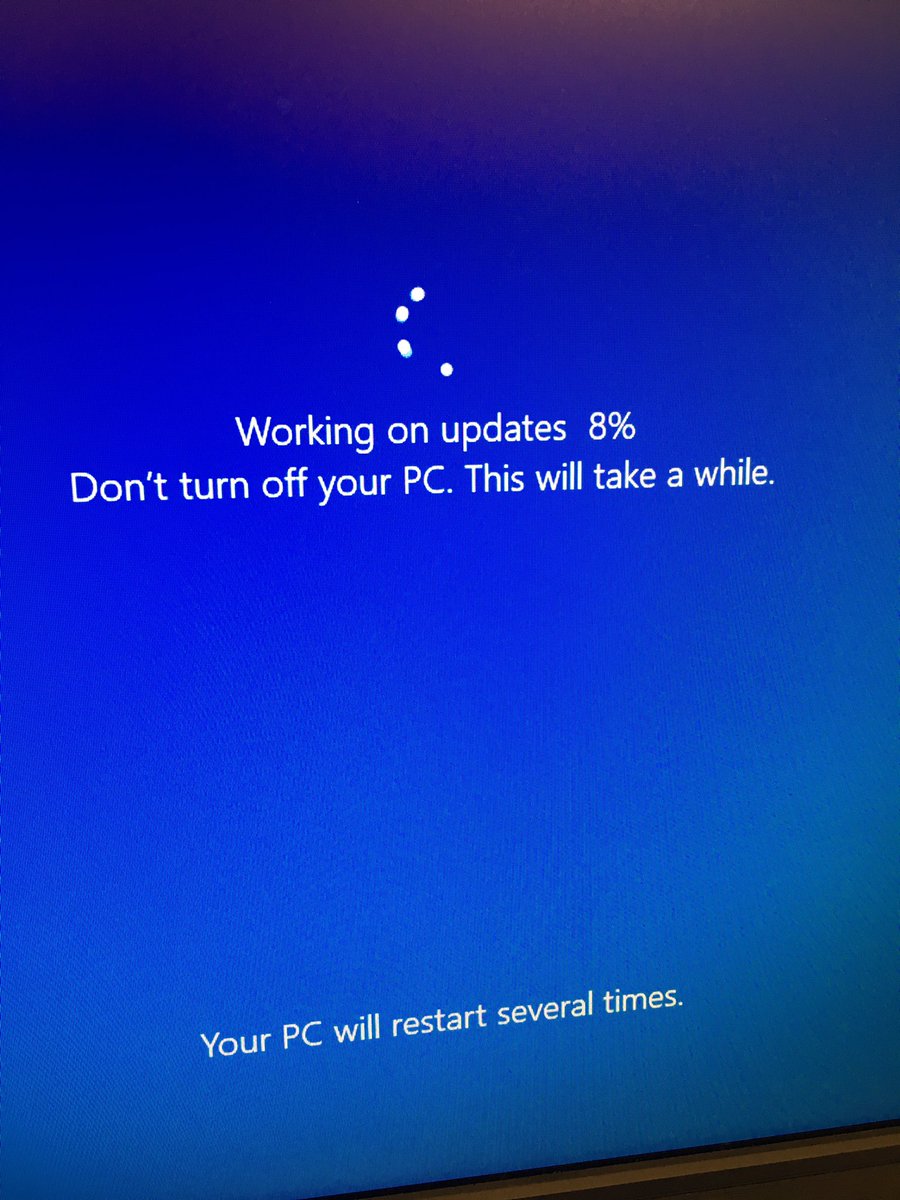 Working on updates 8%
Don't turn off your PC. This will take a while.
Your PC will restart several times.